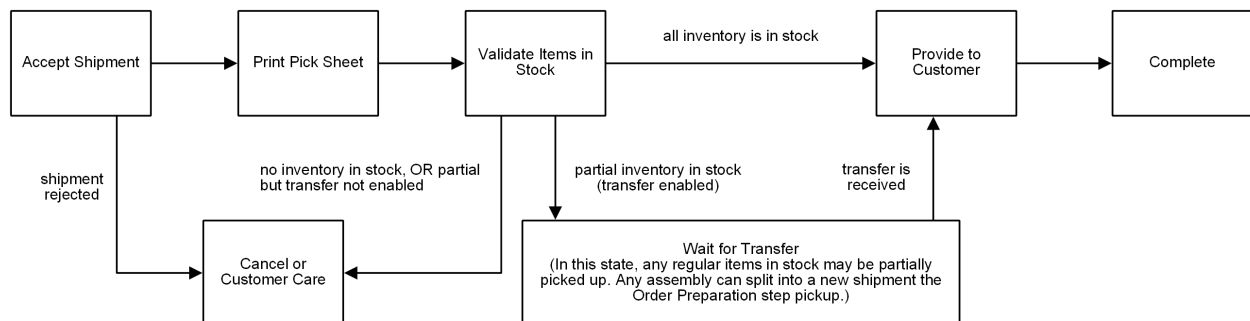 Accept Shipment
Print Pick Sheet
Validate Items in
Stock
all inventory is in stock
Provide to
Customer
Complete
shipment
rejected
no inventory in stock, OR partial
but transfer not enabled
partial inventory in stock
(transfer enabled)
transfer is
received
Cancel or
Customer Care
Wait for Transfer
(In this state, any regular items in stock may be partially
picked up. Any assembly can split into a new shipment the
Order Preparation step pickup.)